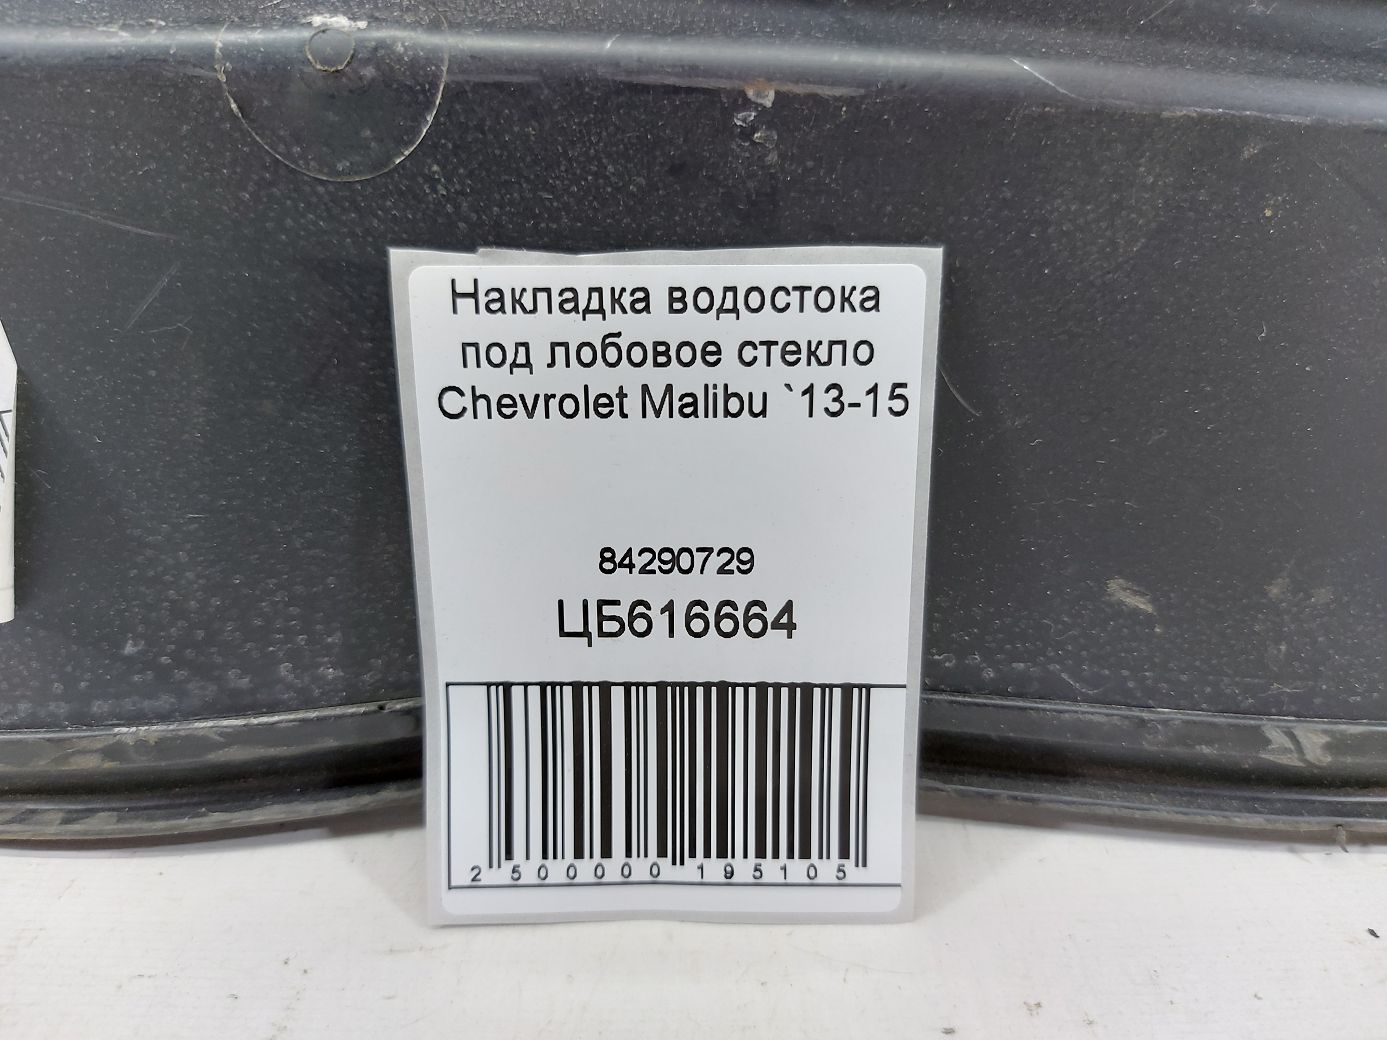 Накладка водостока
под лобовое стекло
Chevrolet Malibu `13-15
84290729
ЦБ616664
2 500000 195105